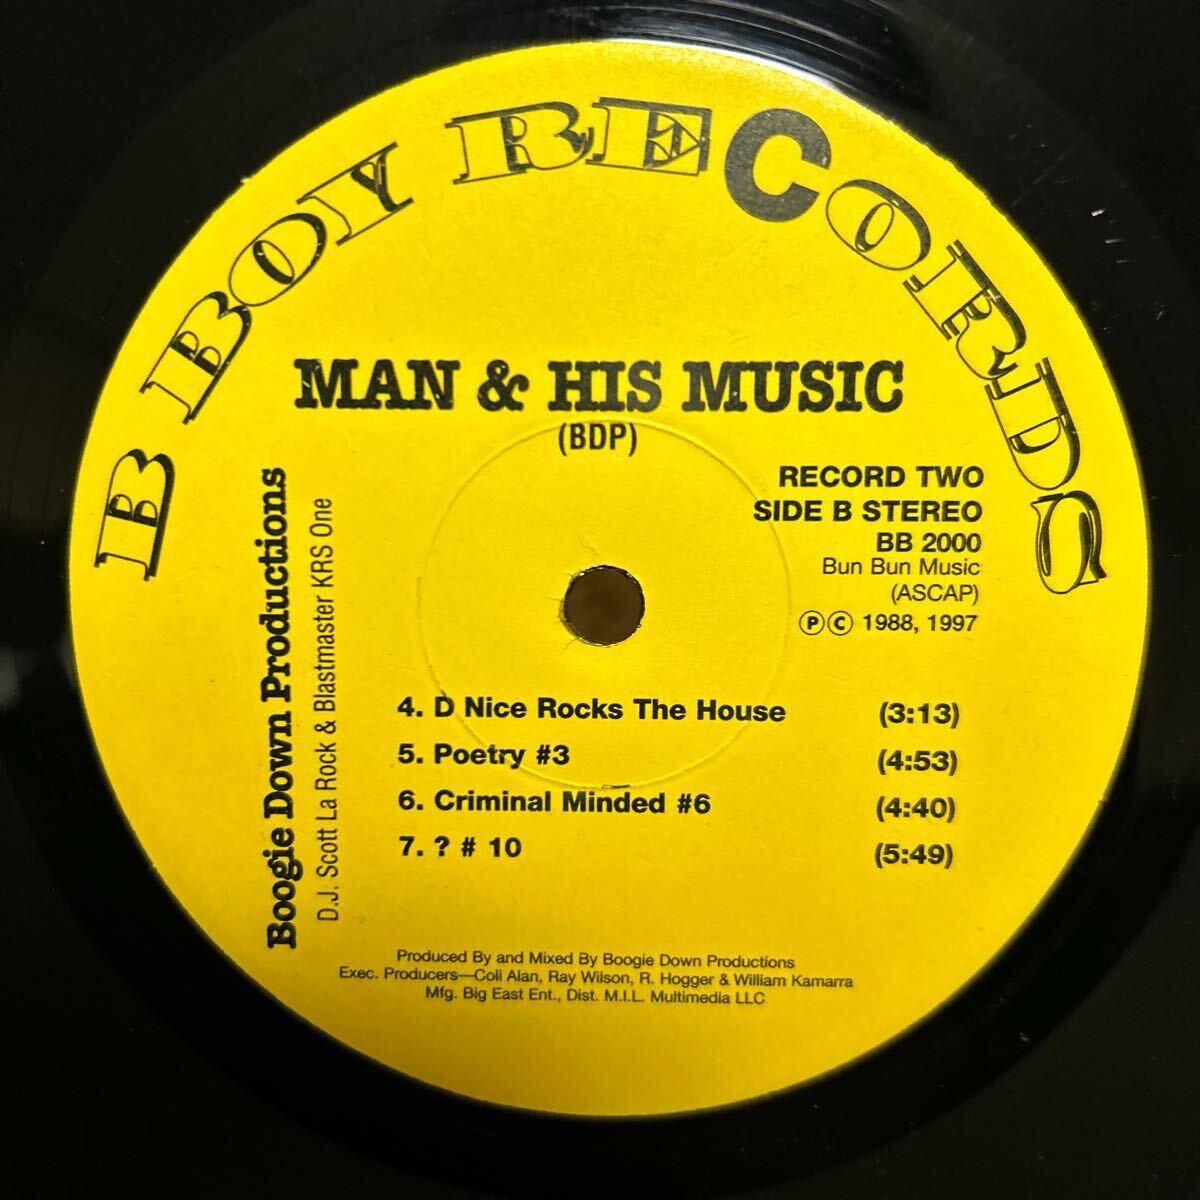 B BOY RECORDS
MAN & HIS MUSIC
(BDP)
RECORD TWO
SIDE B STEREO
BB 2000
Bun Bun Music
(ASCAP)
ⓅⒸ 1988, 1997
Boogie Down Productions
D.J. Scott La Rock & Blastmaster KRS One
4. D Nice Rocks The House (3:13)
5. Poetry #3 (4:53)
6. Criminal Minded #6 (4:40)
7. ? # 10 (5:49)
Produced By and Mixed By Boogie Down Productions
Exec. Producers—Coli Alan, Ray Wilson, R. Hogger & William Kamarra
Mfg. Big East Ent., Dist. M.I.L. Multimedia LLC